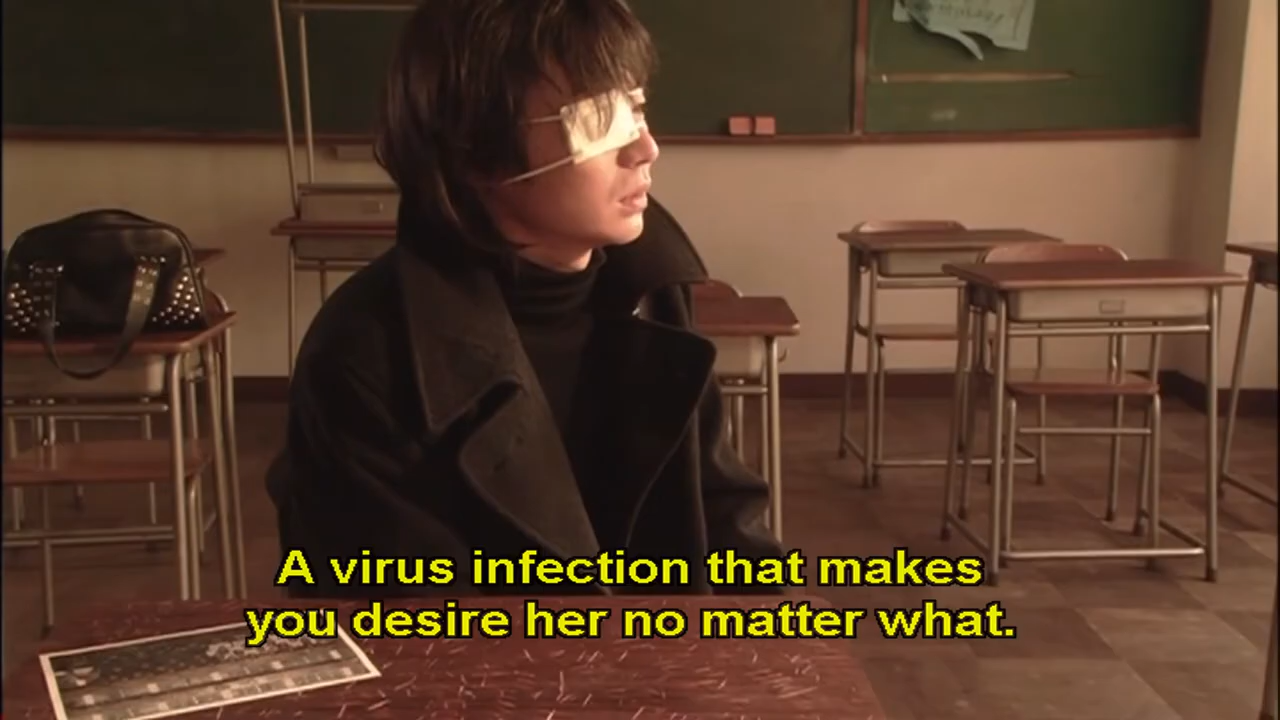 A virus infection that makes
you desire her no matter what.